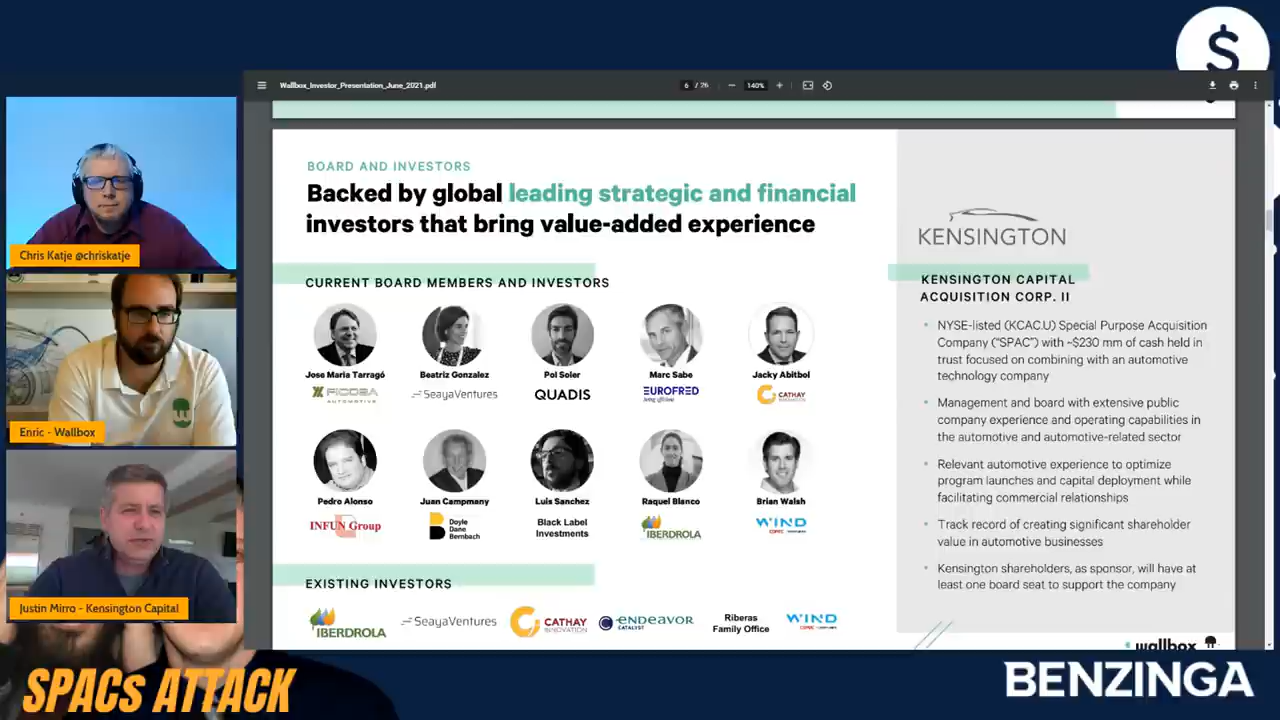 Wallbox_Investor_Presentation_June_2021.pdf
6 / 26
140%
BOARD AND INVESTORS
Backed by global leading strategic and financial
investors that bring value-added experience
CURRENT BOARD MEMBERS AND INVESTORS
Jose Maria Tarragó
Beatriz Gonzalez
Pol Soler
Marc Sabe
Jacky Abitbol
FICOSA
AUTOMOTIVE
SeayaVentures
QUADIS
EUROFRED
being efficient
CATHAY
INNOVATION
Pedro Alonso
Juan Campmany
Luis Sanchez
Raquel Blanco
Brian Walsh
INFUN Group
Doyle
Dane
Bernbach
Black Label
Investments
IBERDROLA
WIND
EXISTING INVESTORS
IBERDROLA
SeayaVentures
CATHAY
INNOVATION
endeavor
CATALYST
Riberas
Family Office
WIND
KENSINGTON
KENSINGTON CAPITAL
ACQUISITION CORP. II
• NYSE-listed (KCAC.U) Special Purpose Acquisition
Company ("SPAC") with ~$230 mm of cash held in
trust focused on combining with an automotive
technology company
• Management and board with extensive public
company experience and operating capabilities in
the automotive and automotive-related sector
• Relevant automotive experience to optimize
program launches and capital deployment while
facilitating commercial relationships
• Track record of creating significant shareholder
value in automotive businesses
• Kensington shareholders, as sponsor, will have at
least one board seat to support the company
wallbox
Chris Katje @chriskatje
Enric - Wallbox
Justin Mirro - Kensington Capital
SPACs ATTACK
BENZINGA
$